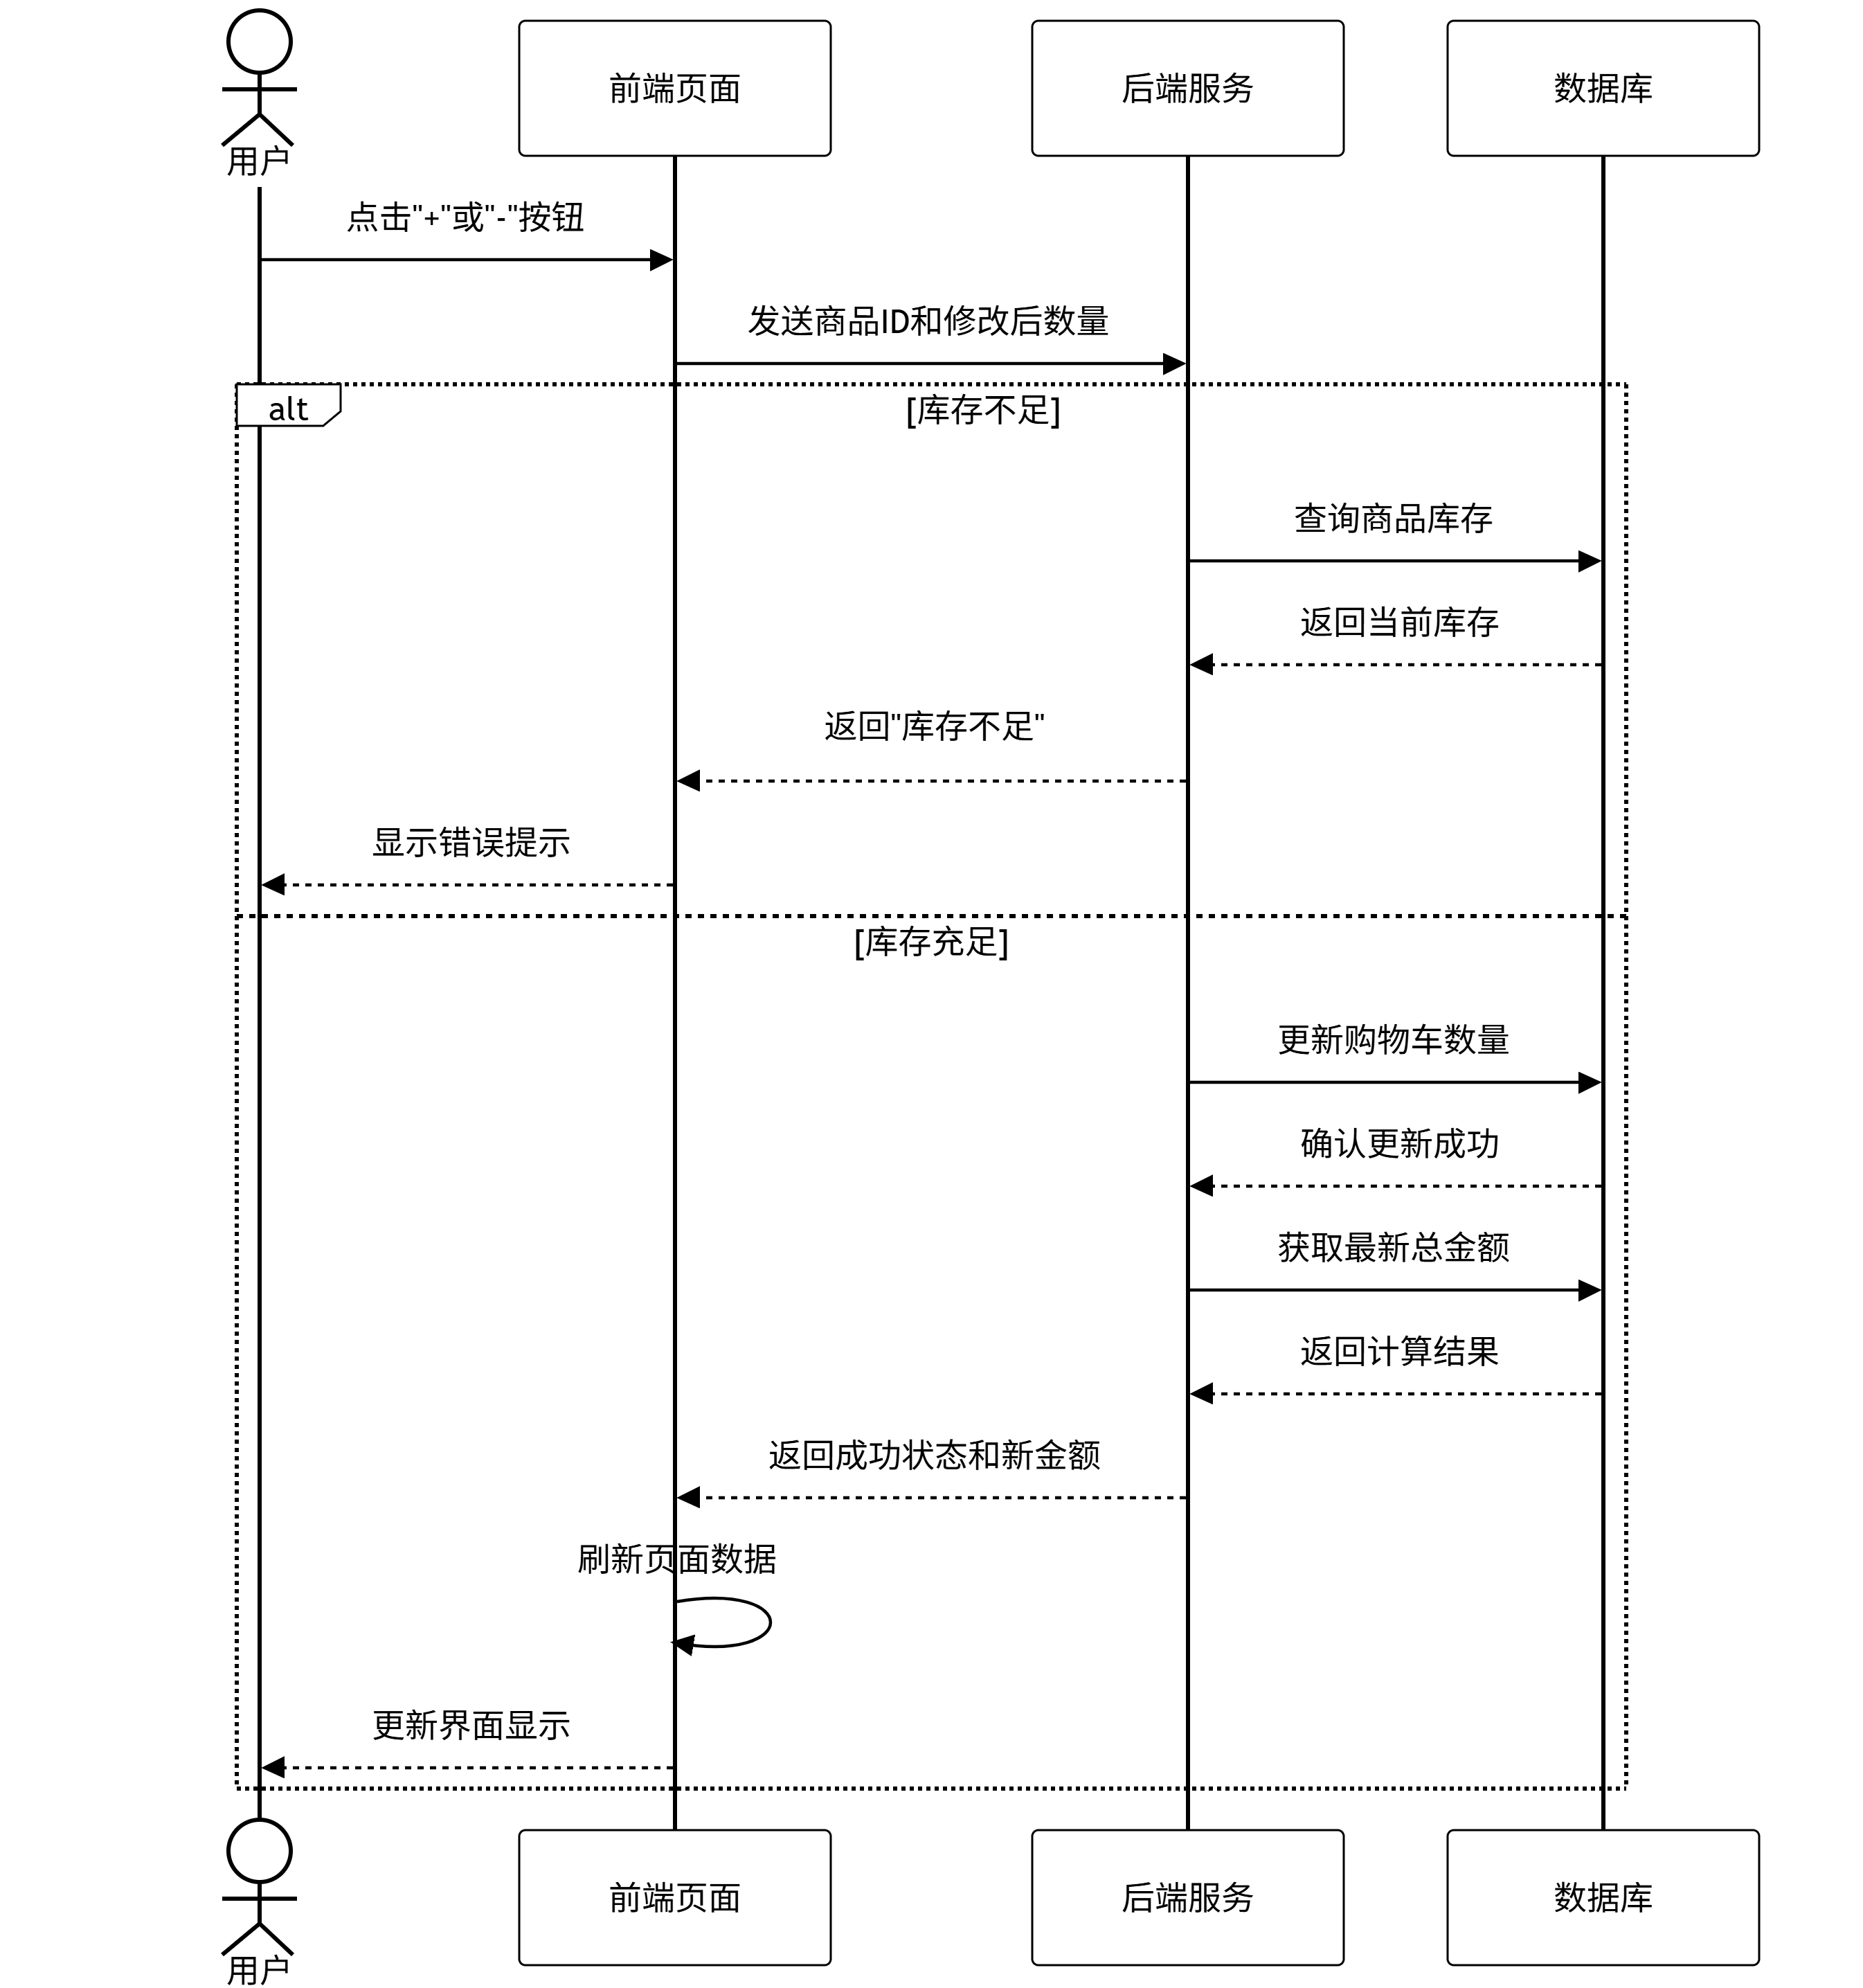 用户
前端页面
后端服务
数据库
点击"+"或"-"按钮
发送商品ID和修改后数量
alt
[库存不足]
查询商品库存
返回当前库存
返回"库存不足"
显示错误提示
[库存充足]
更新购物车数量
确认更新成功
获取最新总金额
返回计算结果
返回成功状态和新金额
刷新页面数据
更新界面显示
用户
前端页面
后端服务
数据库